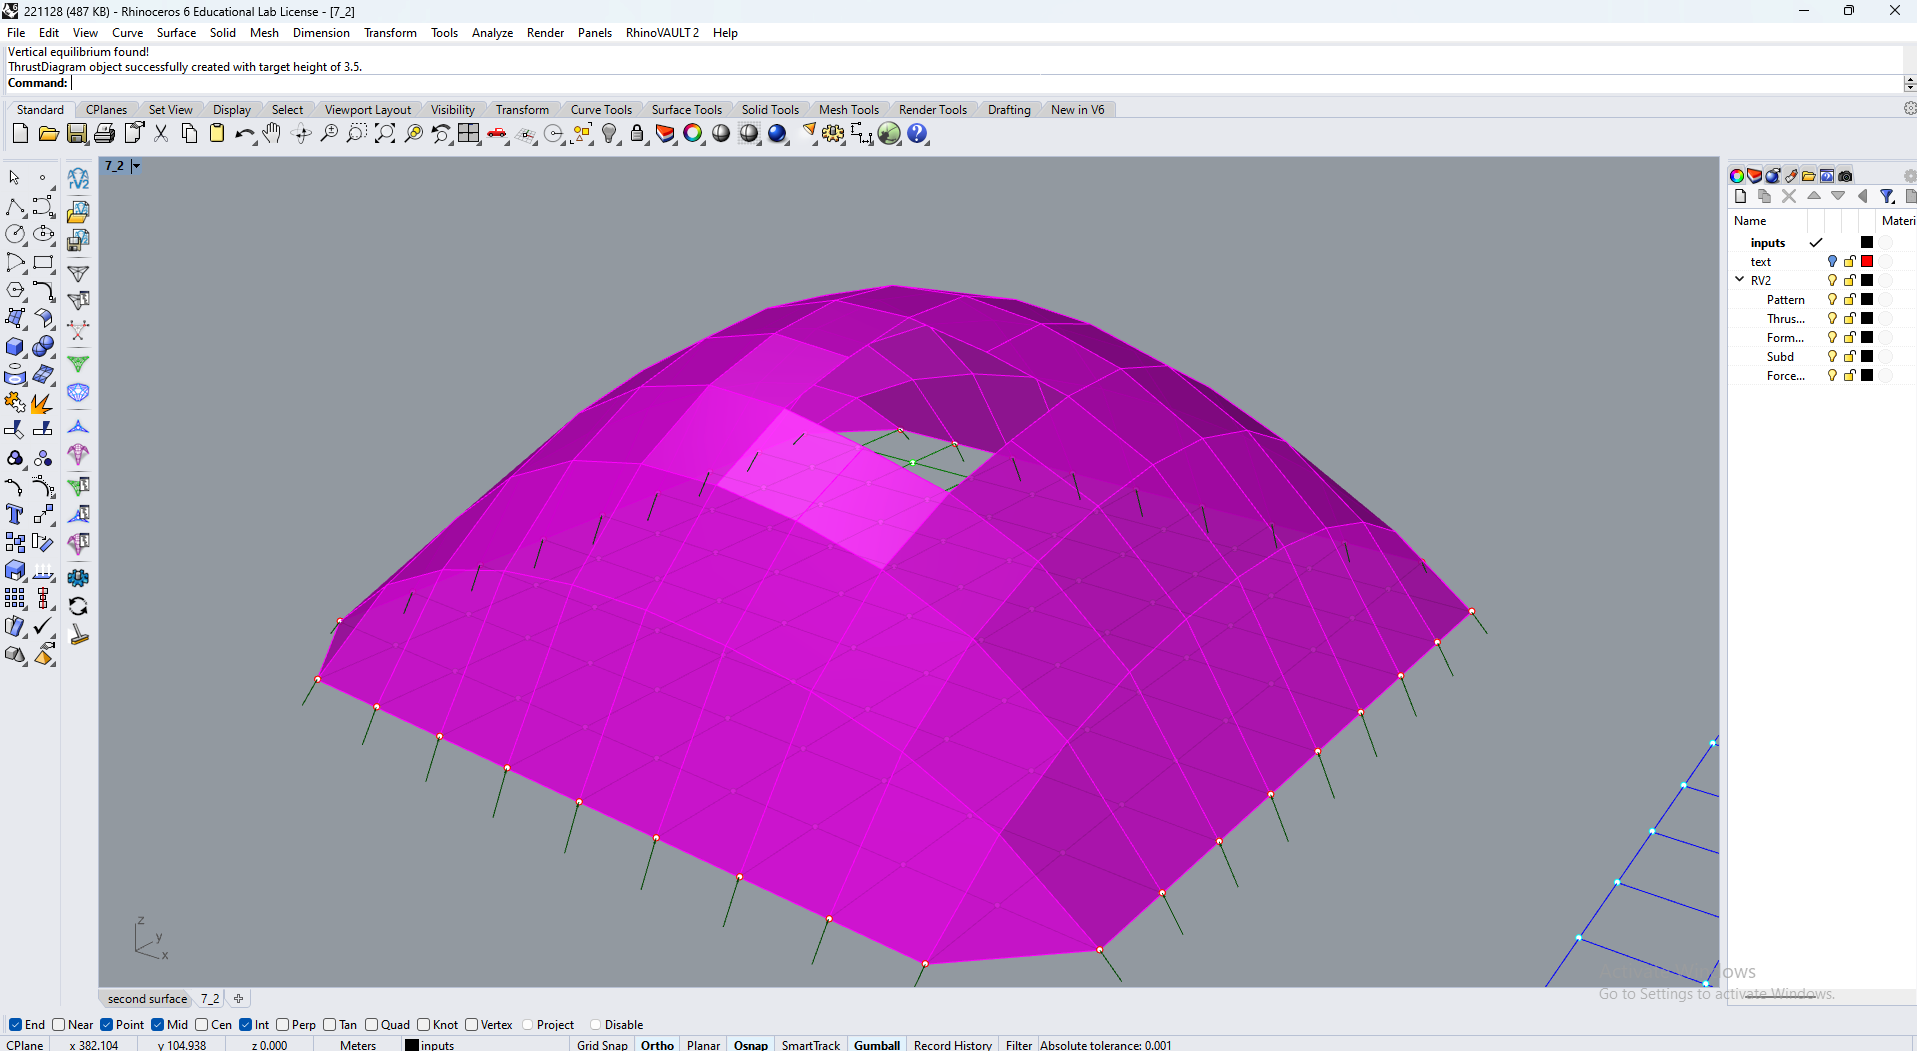 221128 (487 KB) - Rhinoceros 6 Educational Lab License - [7_2]
File Edit View Curve Surface Solid Mesh Dimension Transform Tools Analyze Render Panels RhinoVAULT2 Help
Vertical equilibrium found!
ThrustDiagram object successfully created with target height of 3.5.
Command:
Standard CPlanes Set View Display Select Viewport Layout Visibility Transform Curve Tools Surface Tools Solid Tools Mesh Tools Render Tools Drafting New in V6
7_2
rV2
Name Materi
inputs
text
RV2
Pattern
Thrus...
Form...
Subd
Force...
z
y
x
Go to Settings to activate Windows.
second surface 7_2
End Near Point Mid Cen Int Perp Tan Quad Knot Vertex Project Disable
CPlane x 382.104 y 104.938 z 0.000 Meters inputs Grid Snap Ortho Planar Osnap SmartTrack Gumball Record History Filter Absolute tolerance: 0.001